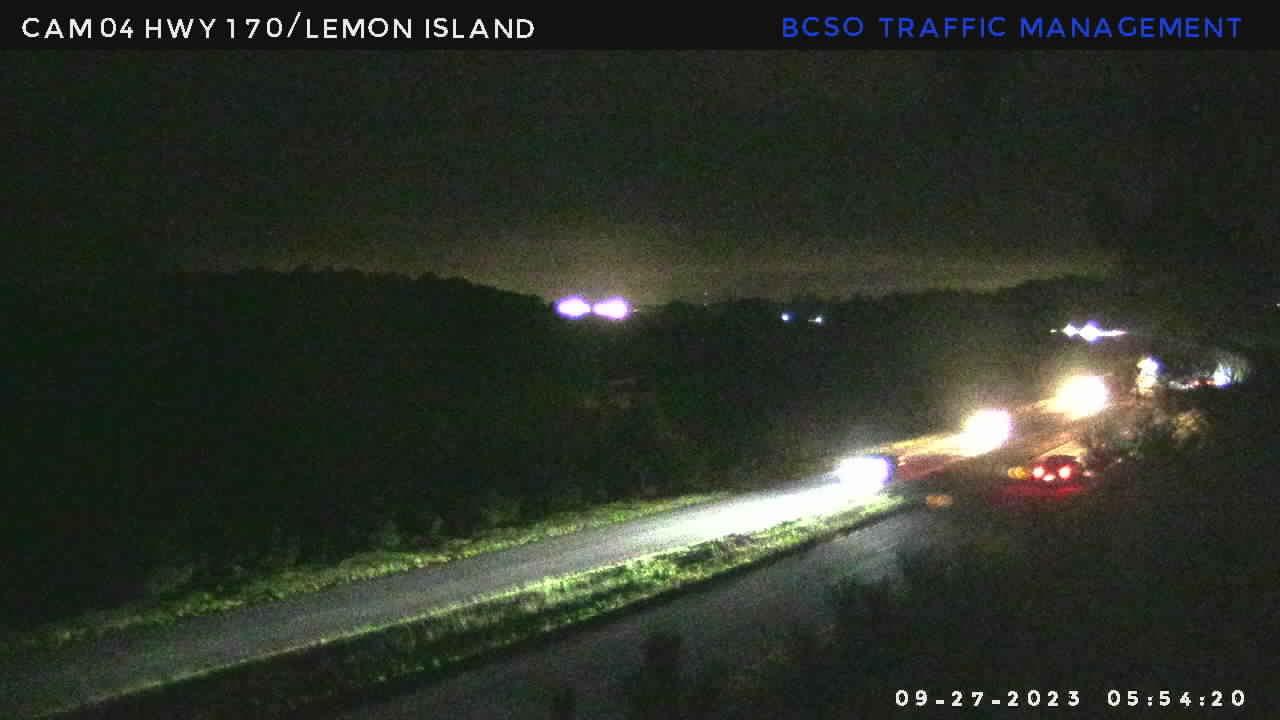 CAM04 HWY 170/LEMON ISLAND
BCSO TRAFFIC MANAGEMENT
09-27-2023 05:54:20